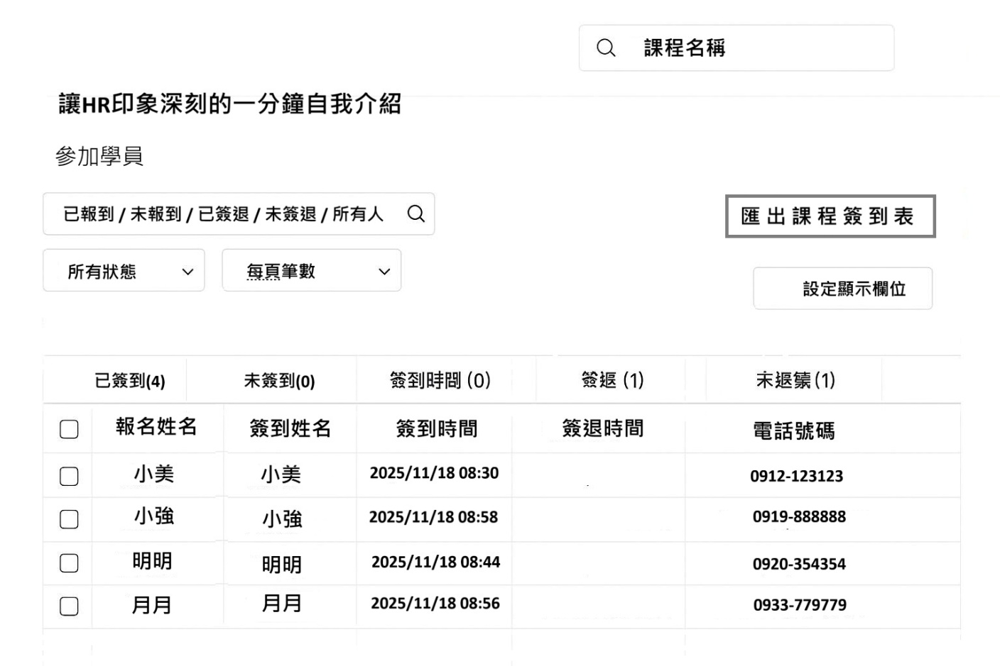 課程名稱
讓HR印象深刻的一分鐘自我介紹
參加學員
已報到 / 未報到 / 已簽退 / 未簽退 / 所有人
匯出課程簽到表
所有狀態 每頁筆數
設定顯示欄位
已簽到(4) 未簽到(0) 簽到時間 (0) (1) (1)
報名姓名 簽到姓名 簽到時間 簽退時間 電話號碼
小美 小美 2025/11/18 08:30 0912-123123
小強 小強 2025/11/18 08:58 0919-888888
明明 明明 2025/11/18 08:44 0920-354354
月月 月月 2025/11/18 08:56 0933-779779